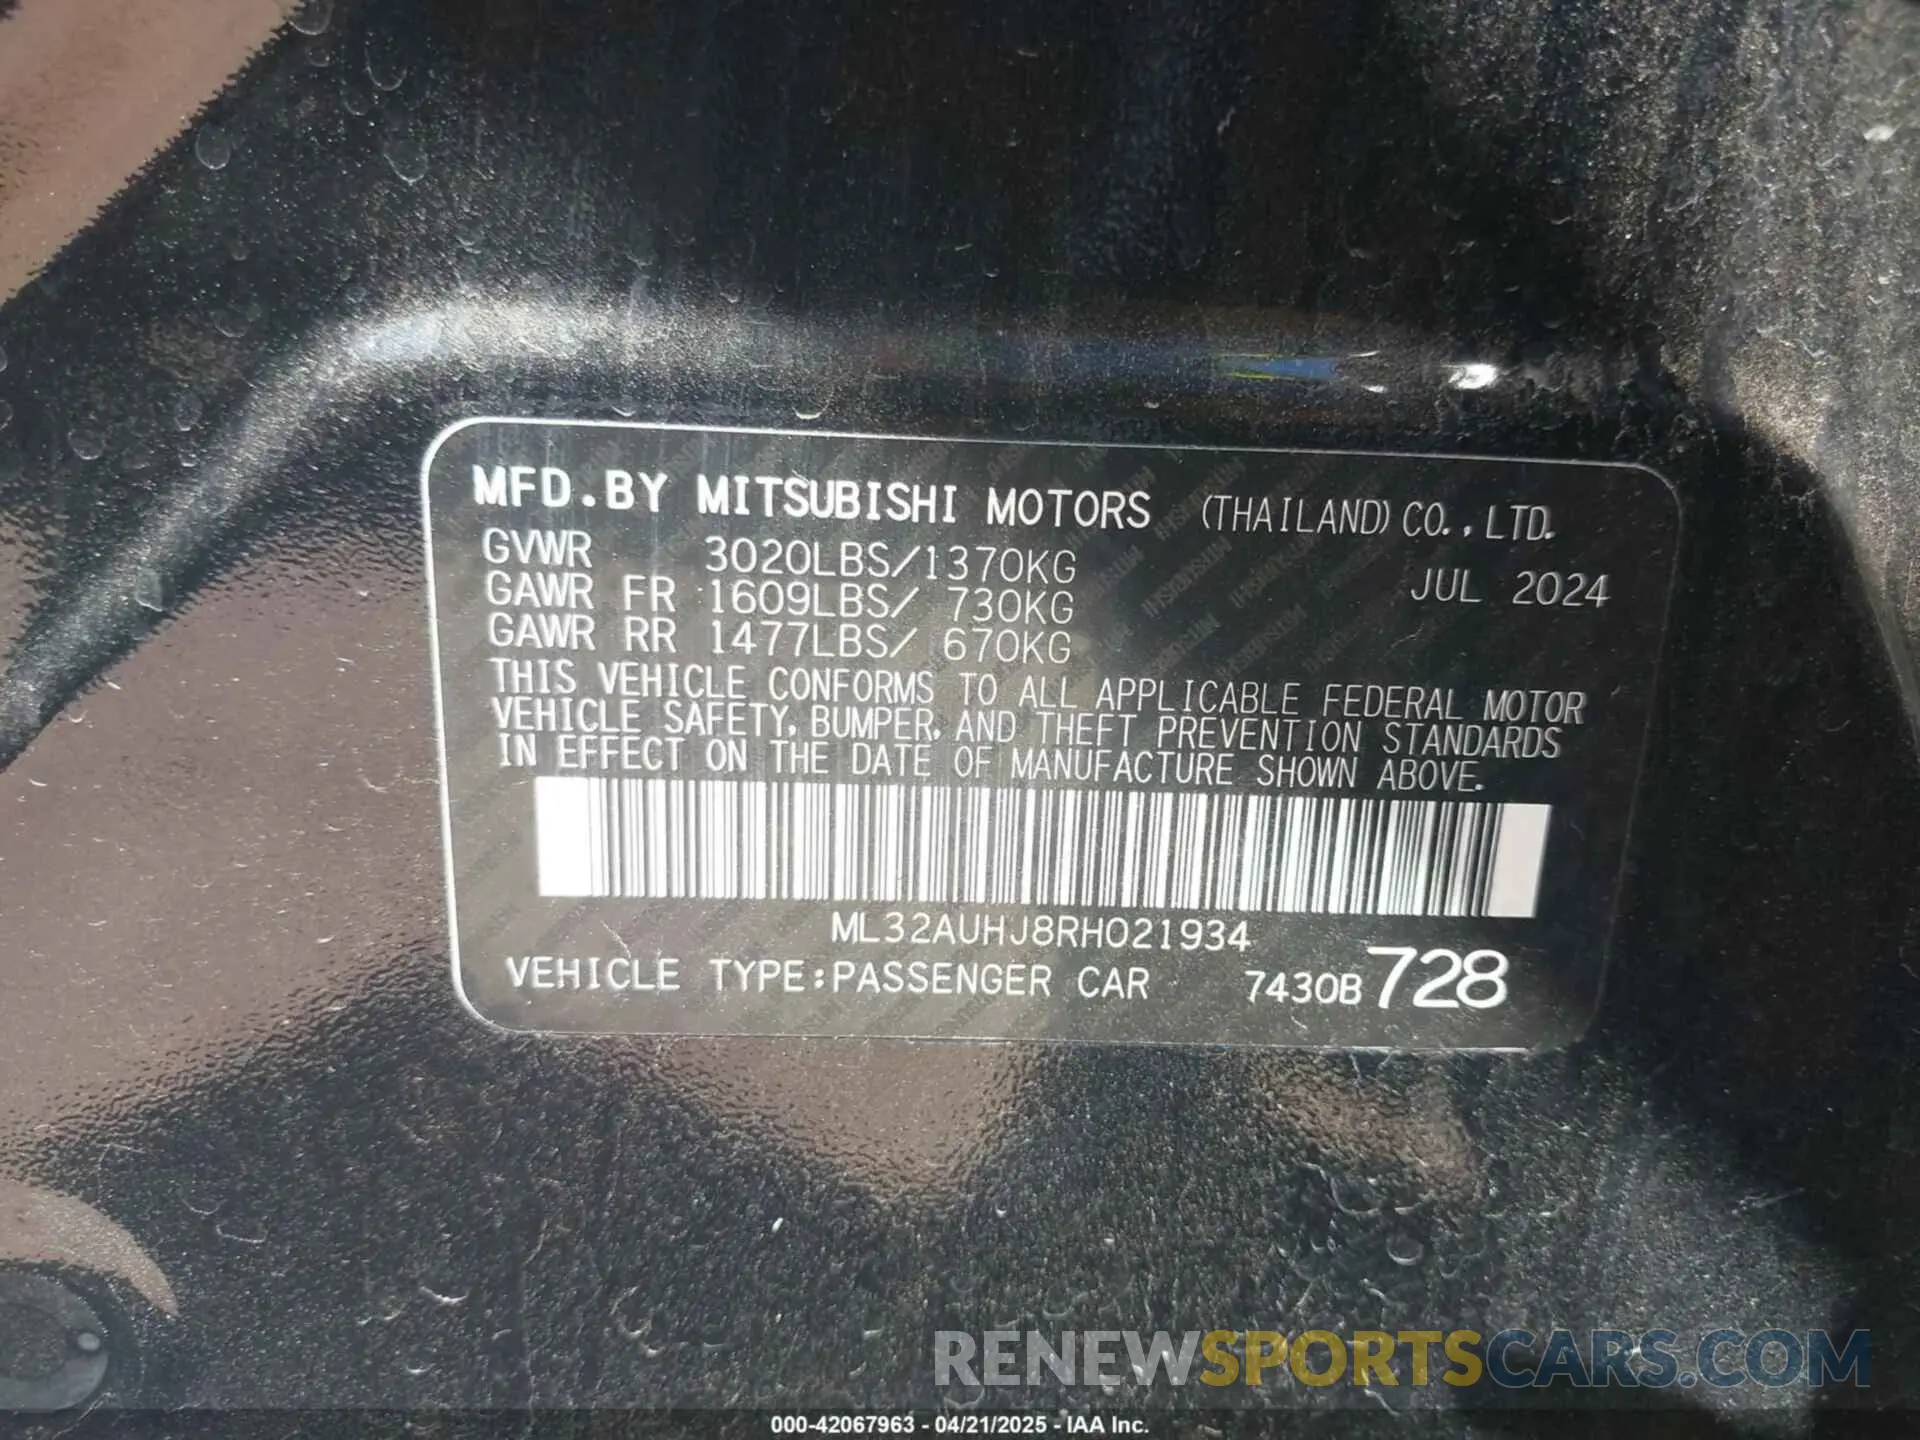 MFD.BY MITSUBISHI MOTORS (THAILAND) CO.,LTD.
GVWR 3020LBS/1370KG JUL 2024
GAWR FR 1609LBS/ 730KG
GAWR RR 1477LBS/ 670KG
THIS VEHICLE CONFORMS TO ALL APPLICABLE FEDERAL MOTOR
VEHICLE SAFETY, BUMPER, AND THEFT PREVENTION STANDARDS
IN EFFECT ON THE DATE OF MANUFACTURE SHOWN ABOVE.
ML32AUHJ8RH021934
VEHICLE TYPE:PASSENGER CAR 7430B 728
RENEWSPORTSCARS.COM
000-42067963 - 04/21/2025 - IAA Inc.